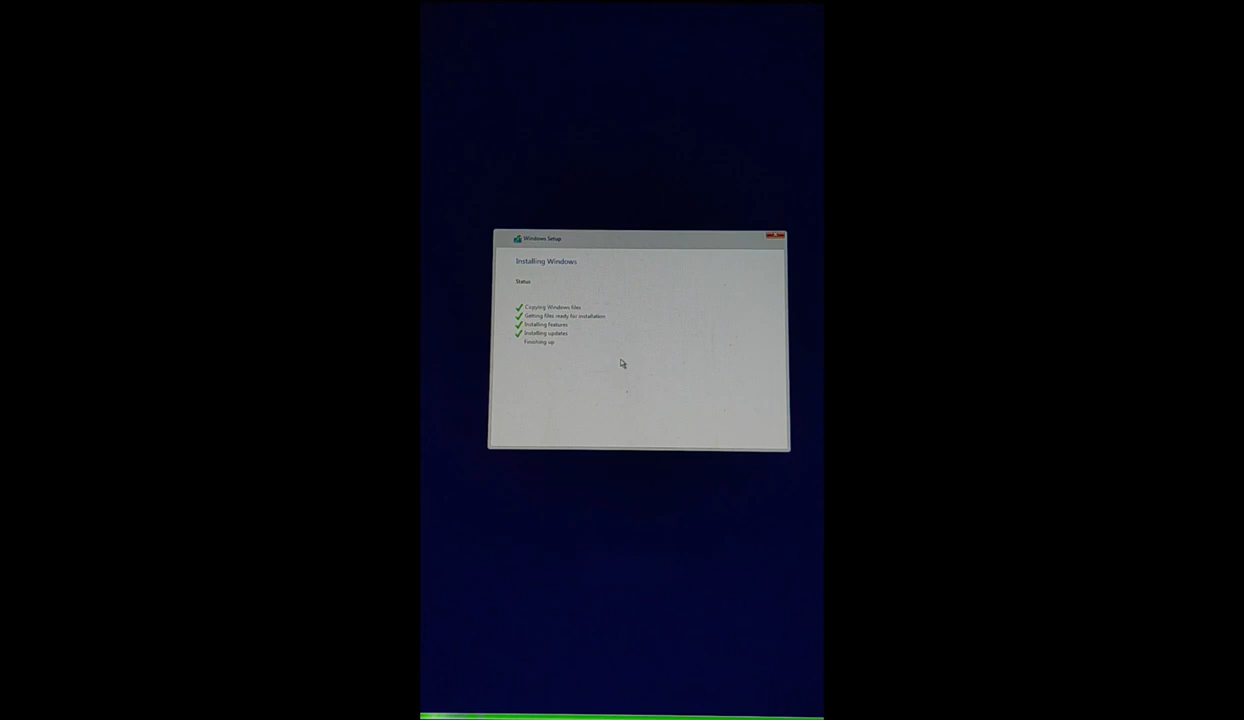 Windows Setup
Installing Windows
Status
Copying Windows files
Getting files ready for installation
Installing features
Installing updates
Finishing up